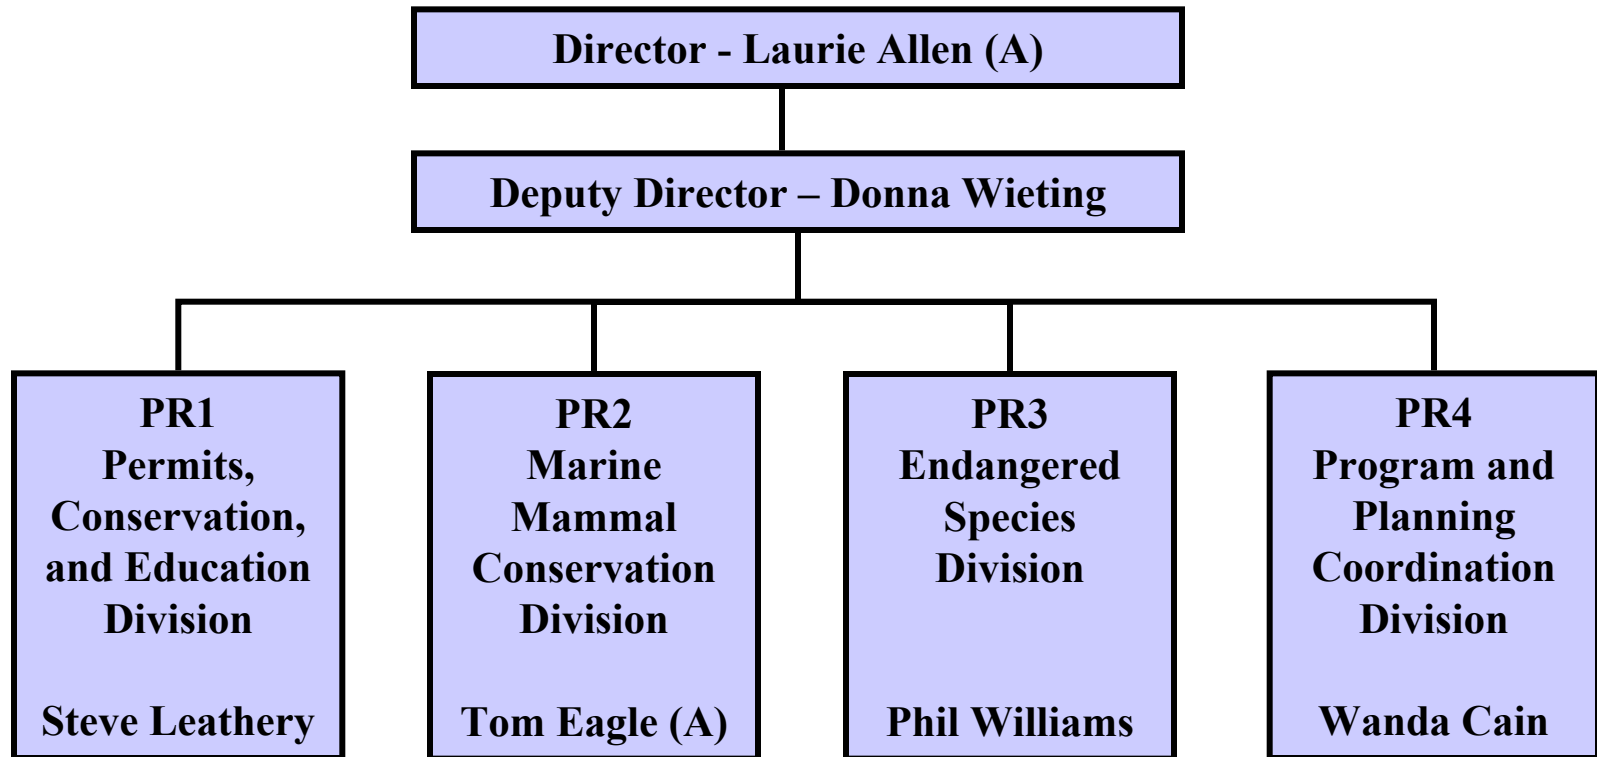 Director - Laurie Allen (A)
Deputy Director – Donna Wieting
PR1
Permits,
Conservation,
and Education
Division
Steve Leathery
PR2
Marine
Mammal
Conservation
Division
Tom Eagle (A)
PR3
Endangered
Species
Division
Phil Williams
PR4
Program and
Planning
Coordination
Division
Wanda Cain